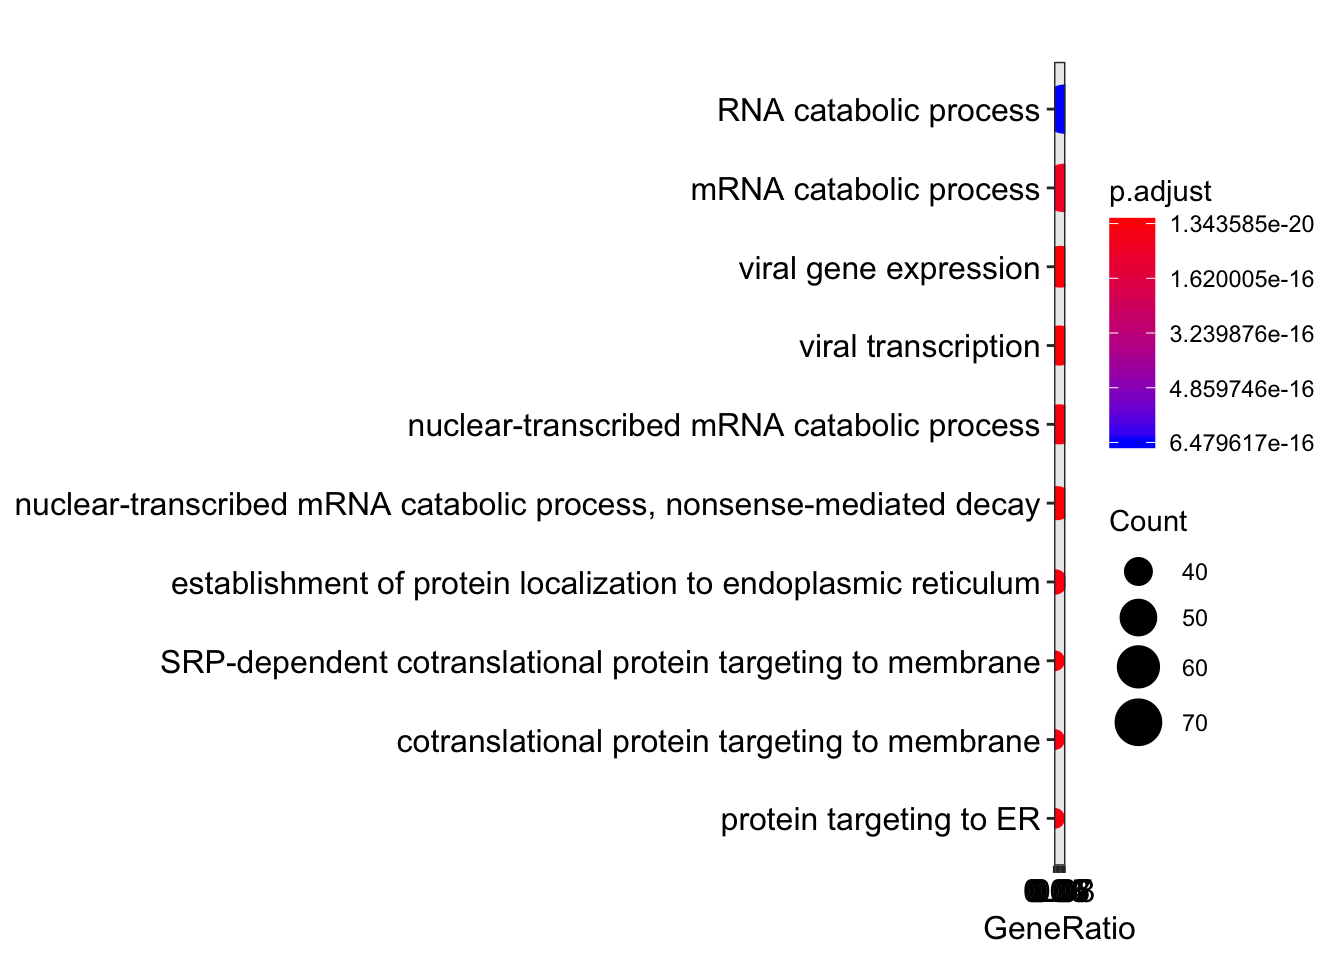 RNA catabolic process
mRNA catabolic process
viral gene expression
viral transcription
nuclear-transcribed mRNA catabolic process
nuclear-transcribed mRNA catabolic process, nonsense-mediated decay
establishment of protein localization to endoplasmic reticulum
SRP-dependent cotranslational protein targeting to membrane
cotranslational protein targeting to membrane
protein targeting to ER
GeneRatio
p.adjust
1.343585e-20
1.620005e-16
3.239876e-16
4.859746e-16
6.479617e-16
Count
40
50
60
70